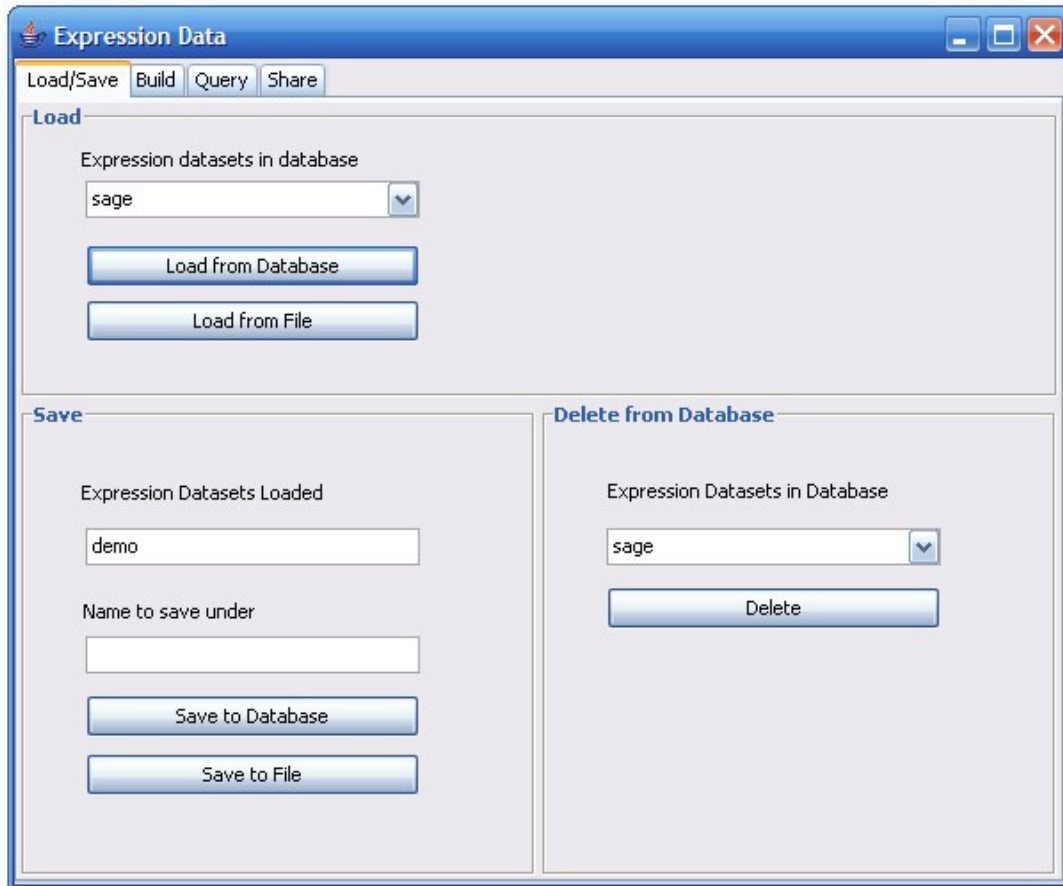 Expression Data
Load/Save Build Query Share
Load
Expression datasets in database
sage
Load from Database
Load from File
Save
Expression Datasets Loaded
demo
Name to save under
Save to Database
Save to File
Delete from Database
Expression Datasets in Database
sage
Delete